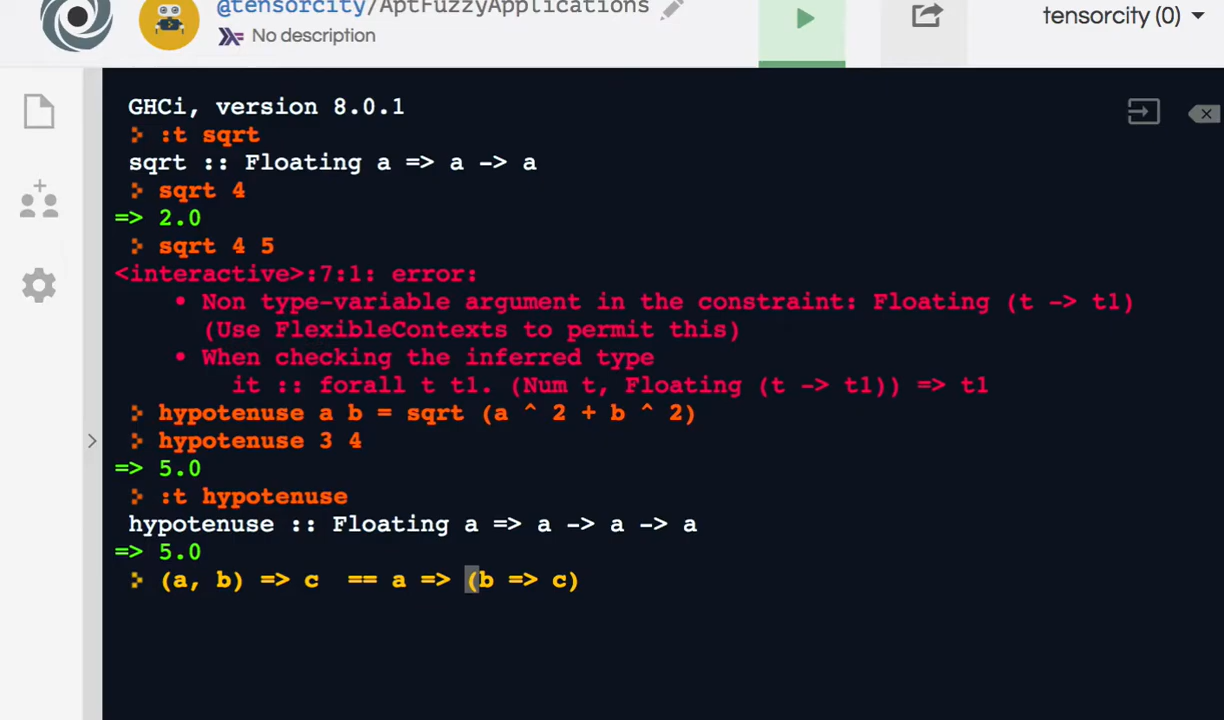 @tensorcity/AptFuzzyApplications
No description
tensorcity (0)
GHCi, version 8.0.1
:t sqrt
sqrt :: Floating a => a -> a
sqrt 4
=> 2.0
sqrt 4 5
<interactive>:7:1: error:
• Non type-variable argument in the constraint: Floating (t -> t1)
(Use FlexibleContexts to permit this)
• When checking the inferred type
it :: forall t t1. (Num t, Floating (t -> t1)) => t1
hypotenuse a b = sqrt (a ^ 2 + b ^ 2)
hypotenuse 3 4
=> 5.0
:t hypotenuse
hypotenuse :: Floating a => a -> a -> a
=> 5.0
(a, b) => c  == a => (b => c)